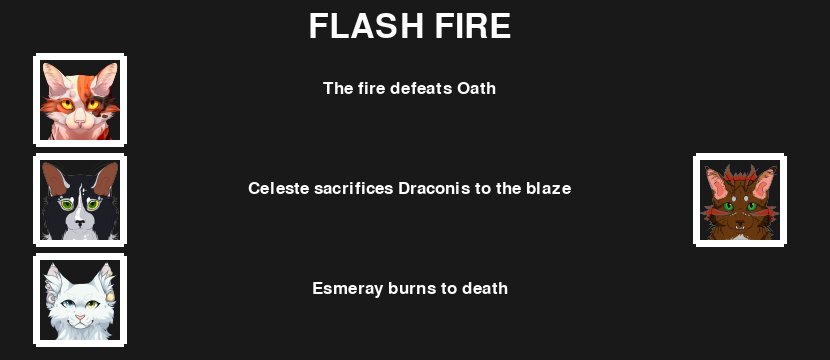 FLASH FIRE
The fire defeats Oath
Celeste sacrifices Draconis to the blaze
Esmeray burns to death